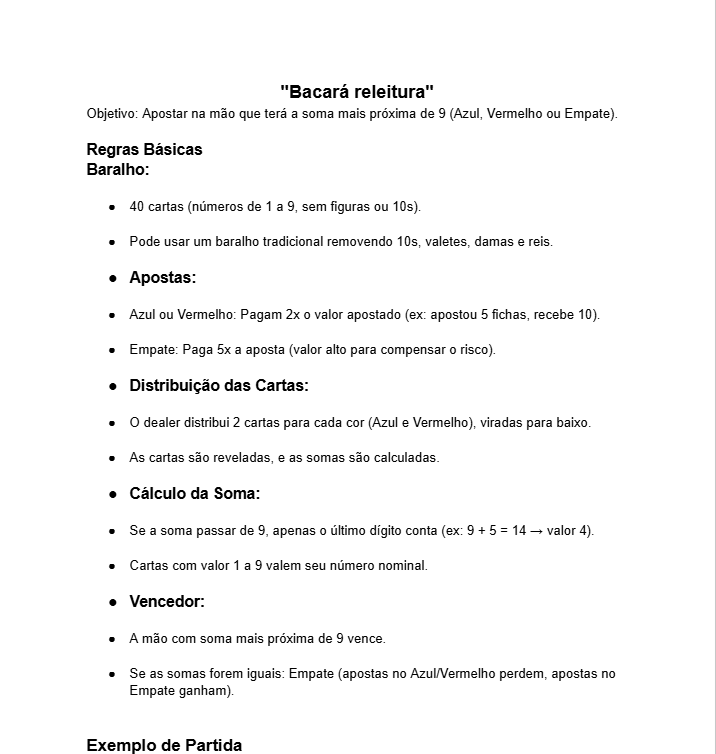 "Bacará releitura"
Objetivo: Apostar na mão que terá a soma mais próxima de 9 (Azul, Vermelho ou Empate).
Regras Básicas
Baralho:
● 40 cartas (números de 1 a 9, sem figuras ou 10s).
● Pode usar um baralho tradicional removendo 10s, valetes, damas e reis.
● Apostas:
● Azul ou Vermelho: Pagam 2x o valor apostado (ex: apostou 5 fichas, recebe 10).
● Empate: Paga 5x a aposta (valor alto para compensar o risco).
● Distribuição das Cartas:
● O dealer distribui 2 cartas para cada cor (Azul e Vermelho), viradas para baixo.
● As cartas são reveladas, e as somas são calculadas.
● Cálculo da Soma:
● Se a soma passar de 9, apenas o último dígito conta (ex: 9 + 5 = 14 → valor 4).
● Cartas com valor 1 a 9 valem seu número nominal.
● Vencedor:
● A mão com soma mais próxima de 9 vence.
● Se as somas forem iguais: Empate (apostas no Azul/Vermelho perdem, apostas no
Empate ganham).
Exemplo de Partida